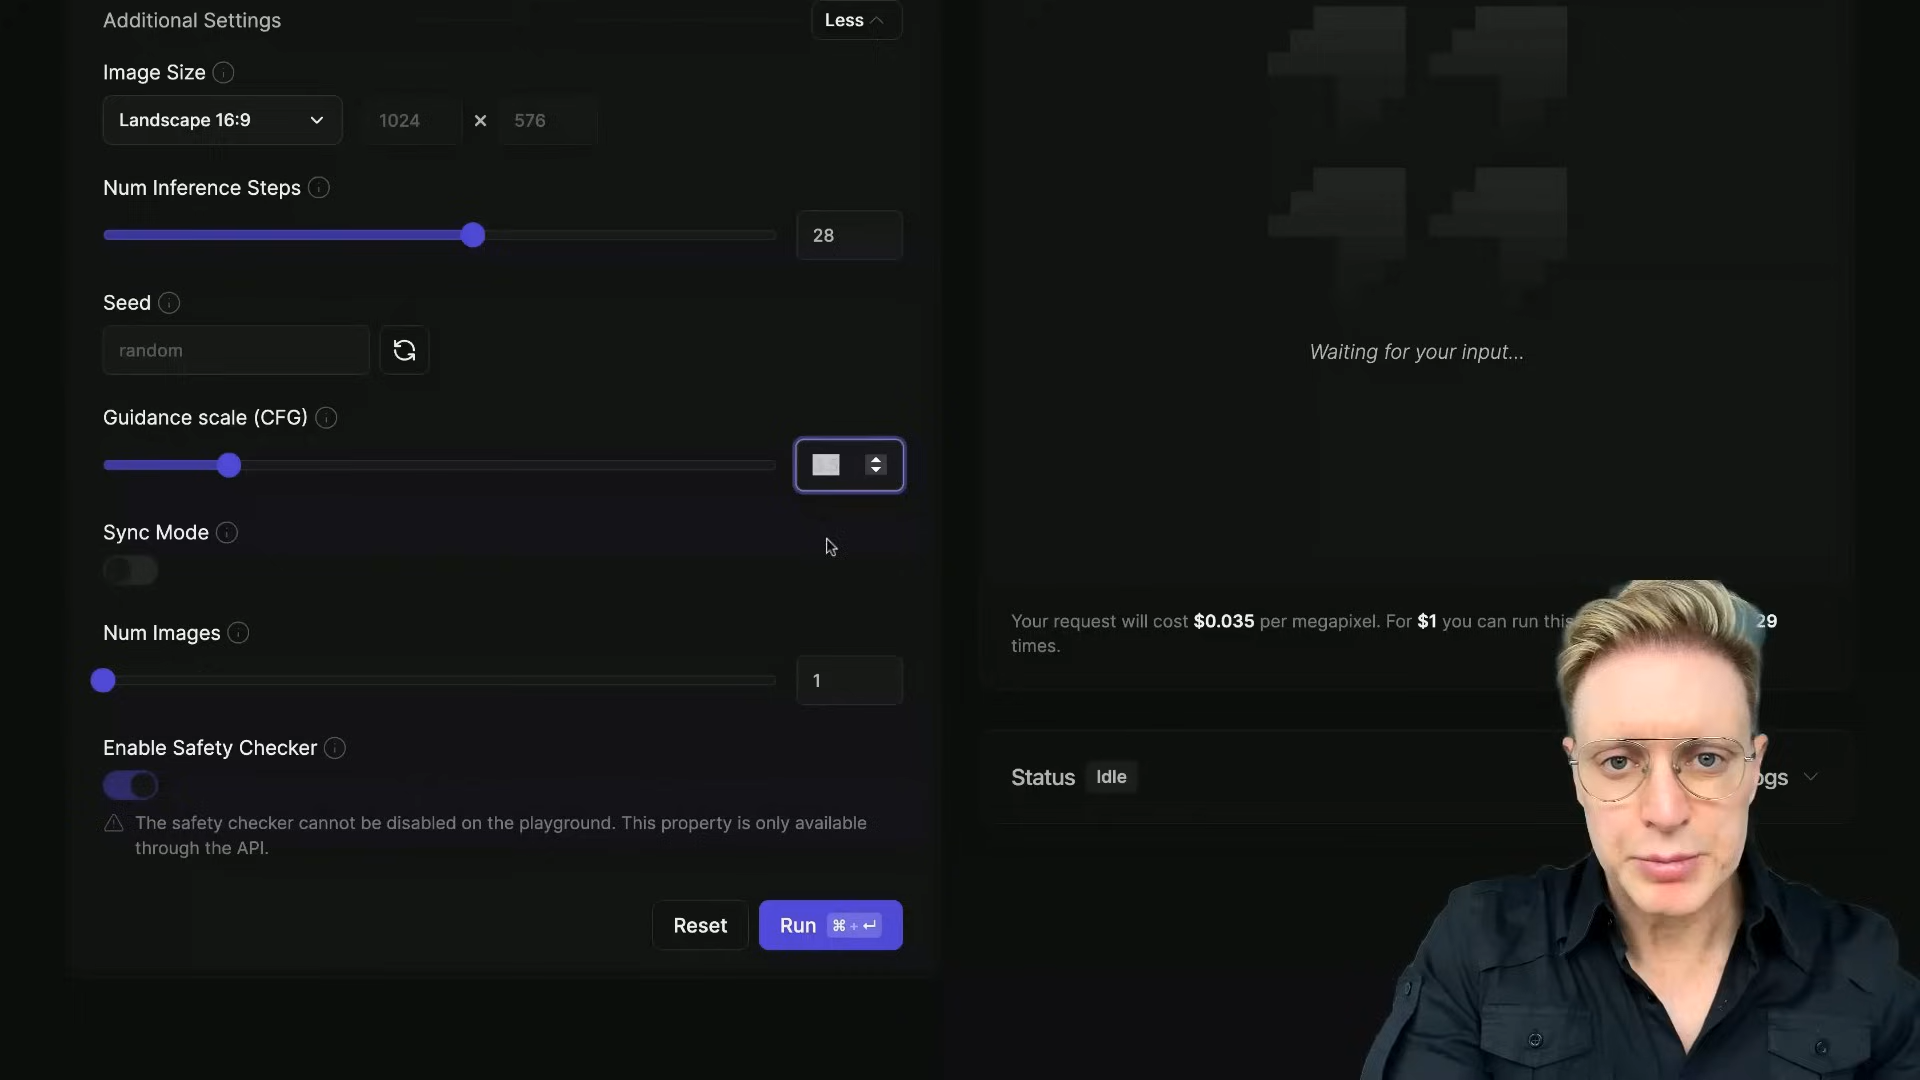 Additional Settings
Less
Image Size
Landscape 16:9
1024 × 576
Num Inference Steps
28
Seed
random
Guidance scale (CFG)
Sync Mode
Num Images
1
Enable Safety Checker
The safety checker cannot be disabled on the playground. This property is only available
through the API.
Reset
Run ⌘ + ↵
Waiting for your input...
Your request will cost $0.035 per megapixel. For $1 you can run this 29
times.
Status Idle